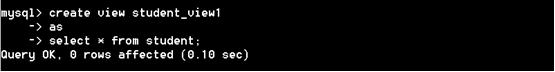 mysql> create view student_view1
    -> as
    -> select * from student;
Query OK, 0 rows affected (0.10 sec)